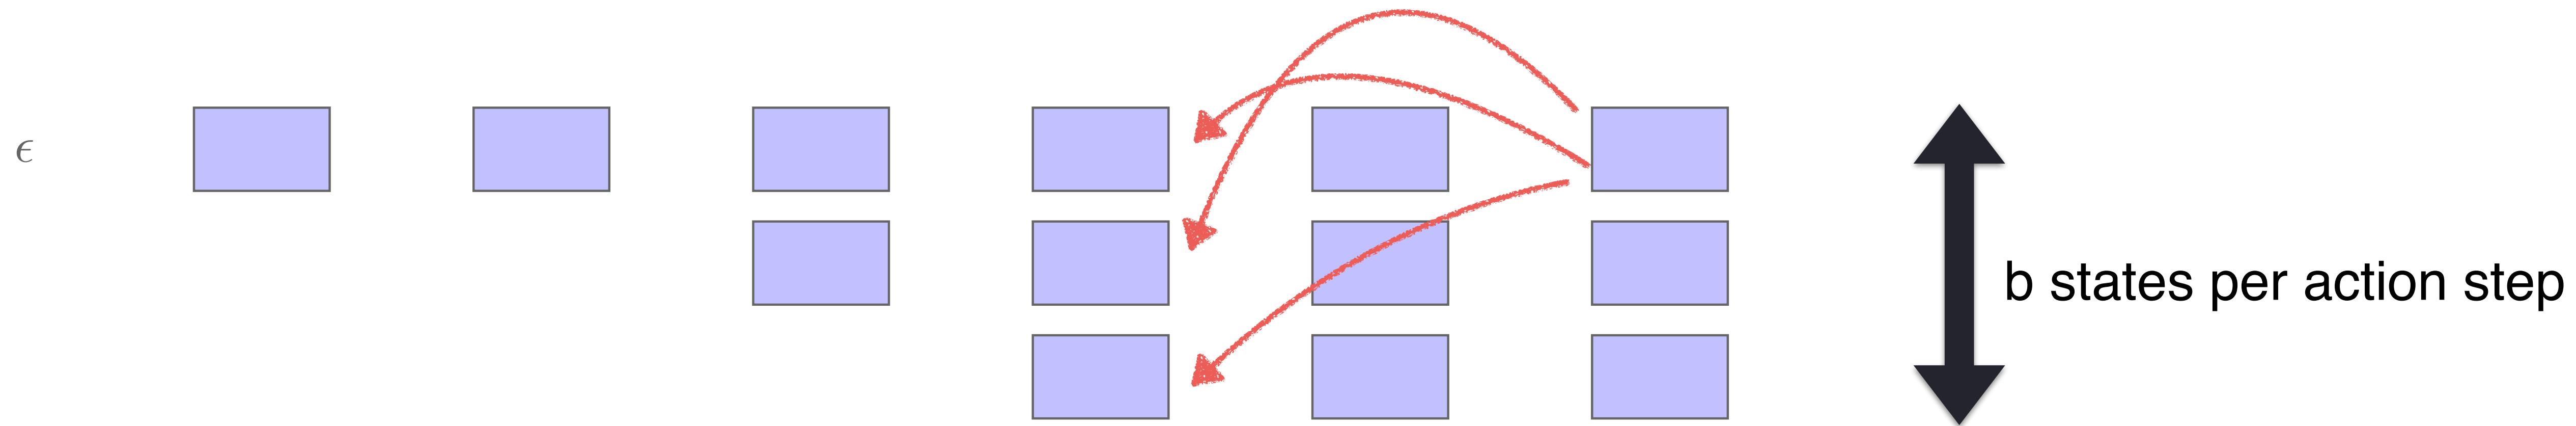 ϵ
b states per action step